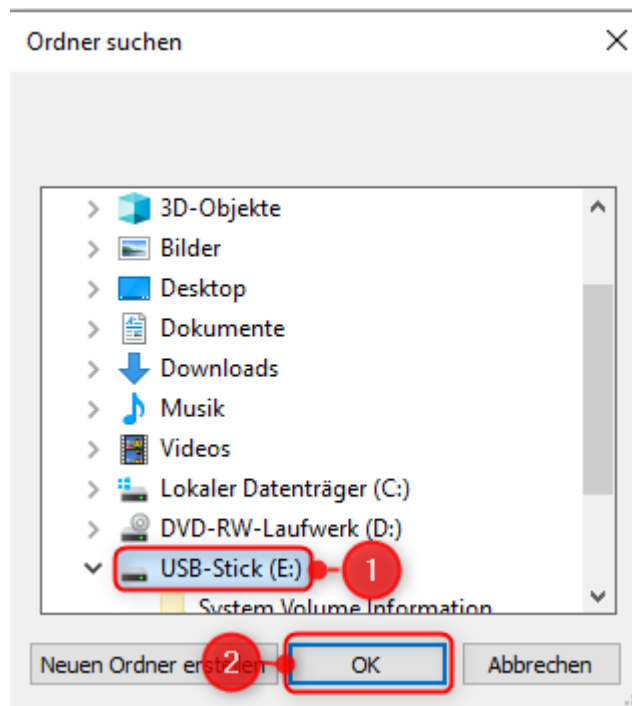 Ordner suchen
3D-Objekte
Bilder
Desktop
Dokumente
Downloads
Musik
Videos
Lokaler Datenträger (C:)
DVD-RW-Laufwerk (D:)
USB-Stick (E:) 1
System Volume Information
Neuen Ordner erstellen 2 OK Abbrechen